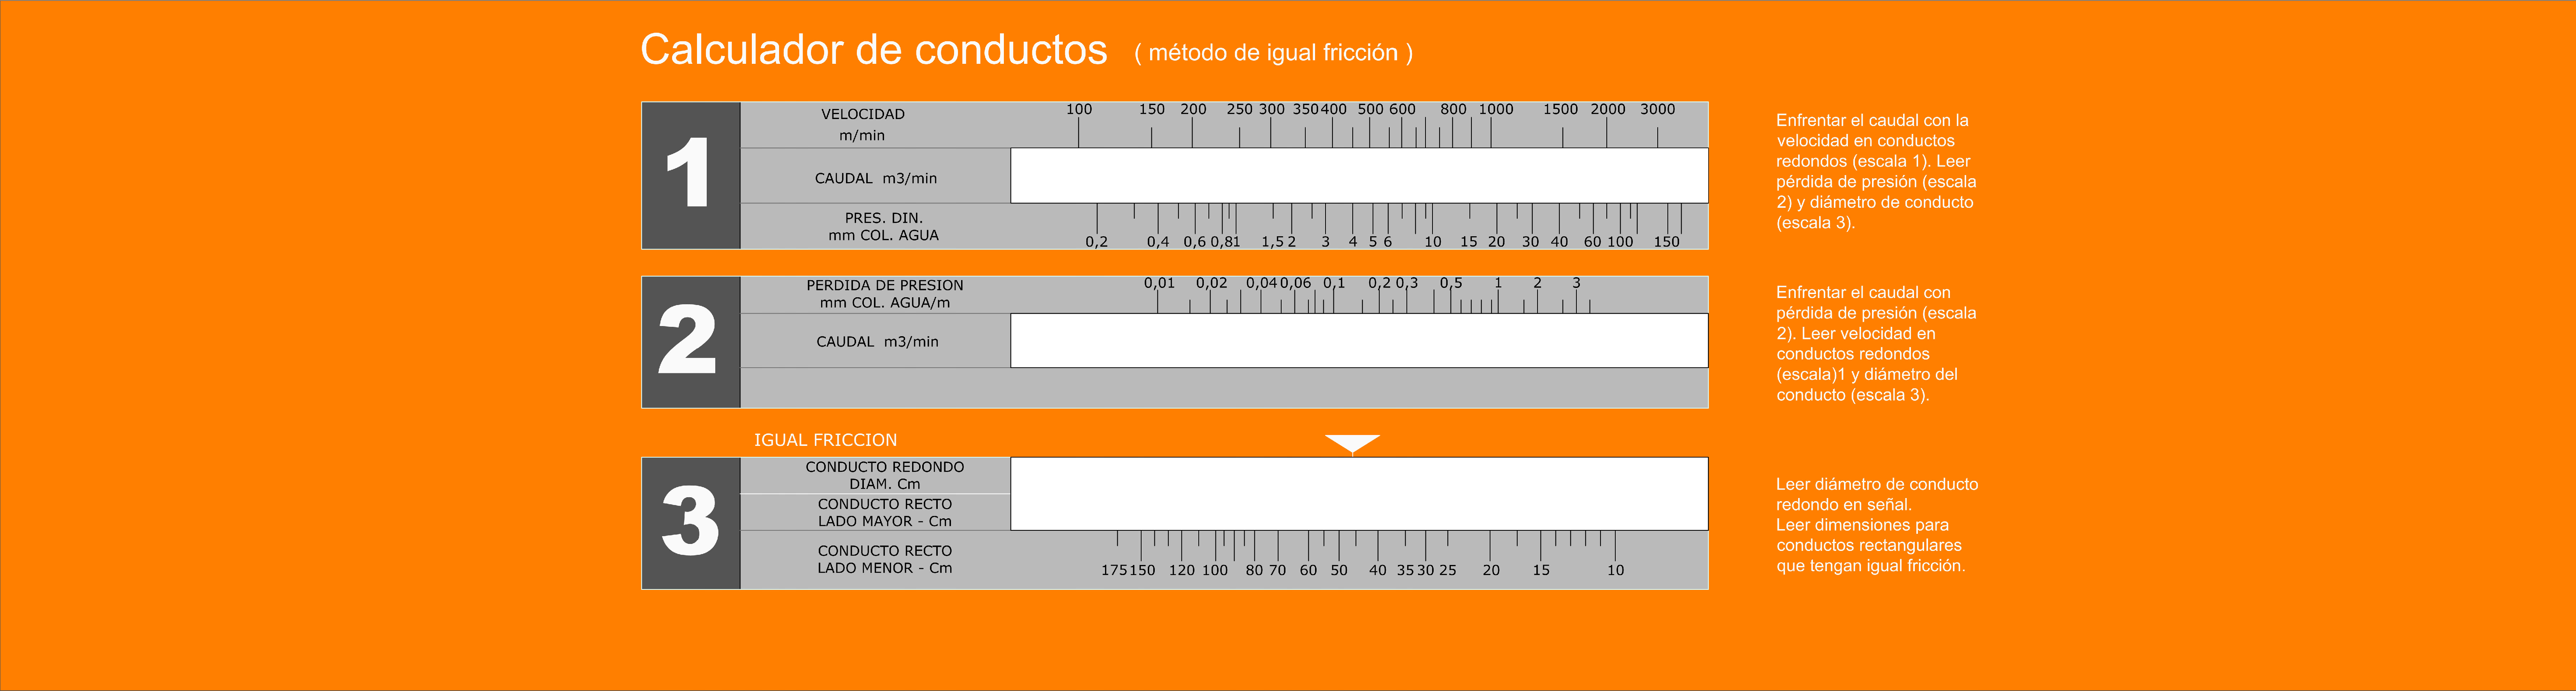 Calculador de conductos ( método de igual fricción )
1
VELOCIDAD
m/min
100 150 200 250 300 350 400 500 600 800 1000 1500 2000 3000
CAUDAL m3/min
PRES. DIN.
mm COL. AGUA
0,2 0,4 0,6 0,8 1 1,5 2 3 4 5 6 10 15 20 30 40 60 100 150
Enfrentar el caudal con la
velocidad en conductos
redondos (escala 1). Leer
pérdida de presión (escala
2) y diámetro de conducto
(escala 3).
2
PERDIDA DE PRESION
mm COL. AGUA/m
0,01 0,02 0,04 0,06 0,1 0,2 0,3 0,5 1 2 3
CAUDAL m3/min
Enfrentar el caudal con
pérdida de presión (escala
2). Leer velocidad en
conductos redondos
(escala)1 y diámetro del
conducto (escala 3).
IGUAL FRICCION
3
CONDUCTO REDONDO
DIAM. Cm
CONDUCTO RECTO
LADO MAYOR - Cm
CONDUCTO RECTO
LADO MENOR - Cm
175 150 120 100 80 70 60 50 40 35 30 25 20 15 10
Leer diámetro de conducto
redondo en señal.
Leer dimensiones para
conductos rectangulares
que tengan igual fricción.